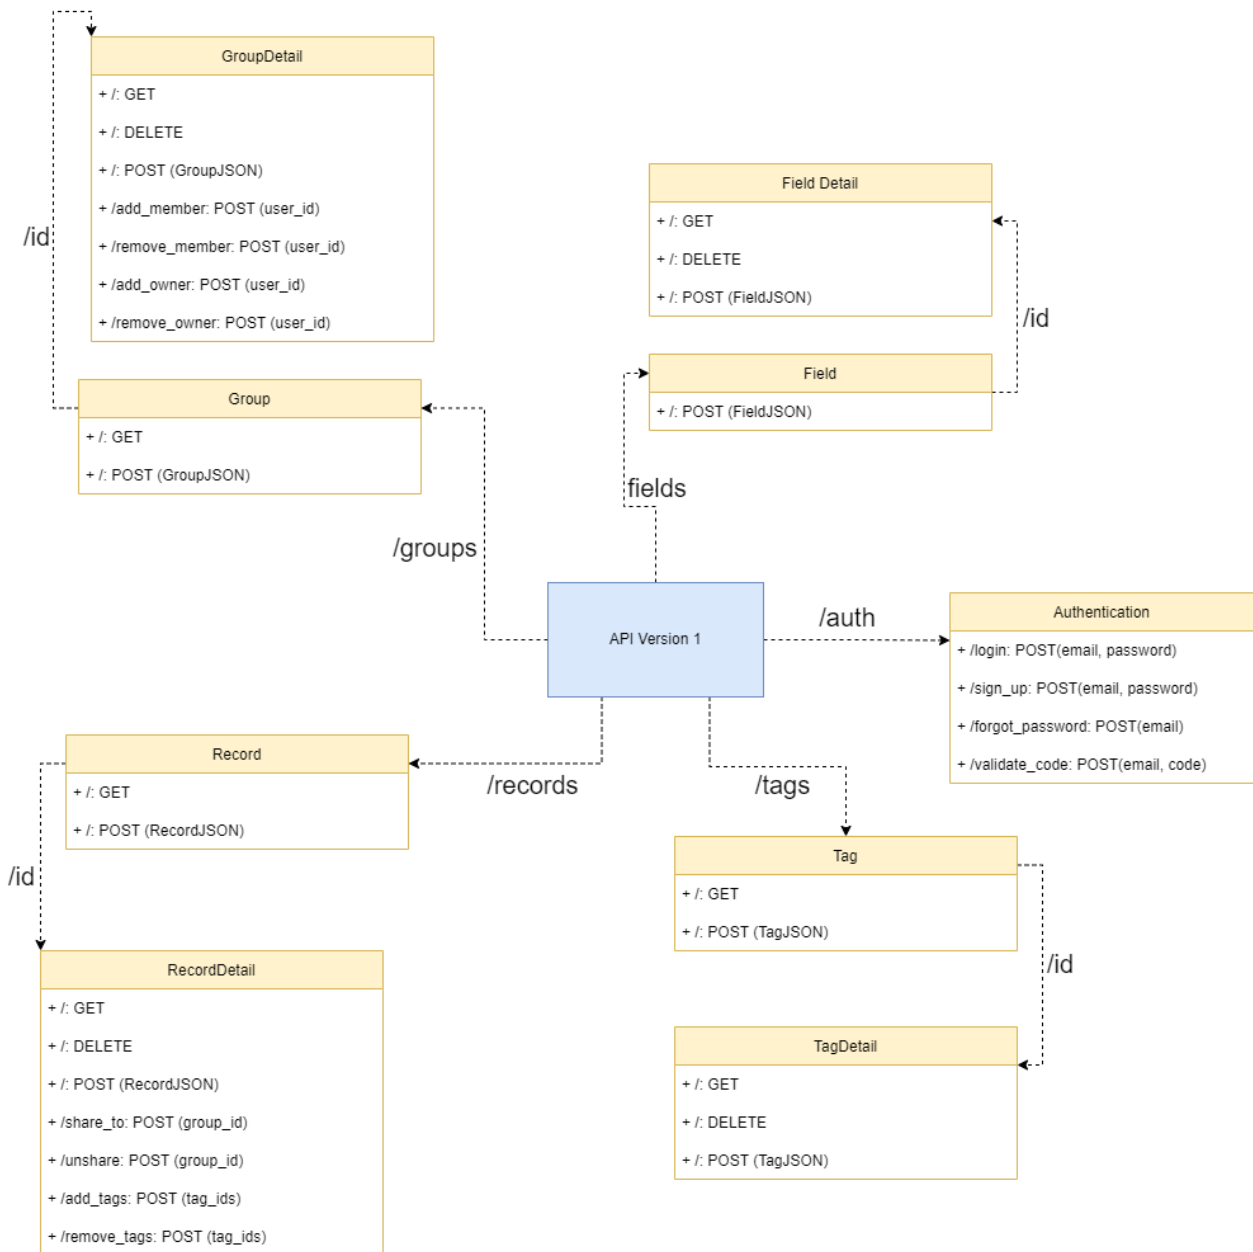 GroupDetail
+ /: GET
+ /: DELETE
+ /: POST (GroupJSON)
+ /add_member: POST (user_id)
+ /remove_member: POST (user_id)
+ /add_owner: POST (user_id)
+ /remove_owner: POST (user_id)
/id
Group
+ /: GET
+ /: POST (GroupJSON)
/groups
Field Detail
+ /: GET
+ /: DELETE
+ /: POST (FieldJSON)
/id
Field
+ /: POST (FieldJSON)
fields
API Version 1
/auth
Authentication
+ /login: POST(email, password)
+ /sign_up: POST(email, password)
+ /forgot_password: POST(email)
+ /validate_code: POST(email, code)
/records
Record
+ /: GET
+ /: POST (RecordJSON)
/id
RecordDetail
+ /: GET
+ /: DELETE
+ /: POST (RecordJSON)
+ /share_to: POST (group_id)
+ /unshare: POST (group_id)
+ /add_tags: POST (tag_ids)
+ /remove_tags: POST (tag_ids)
/tags
Tag
+ /: GET
+ /: POST (TagJSON)
/id
TagDetail
+ /: GET
+ /: DELETE
+ /: POST (TagJSON)